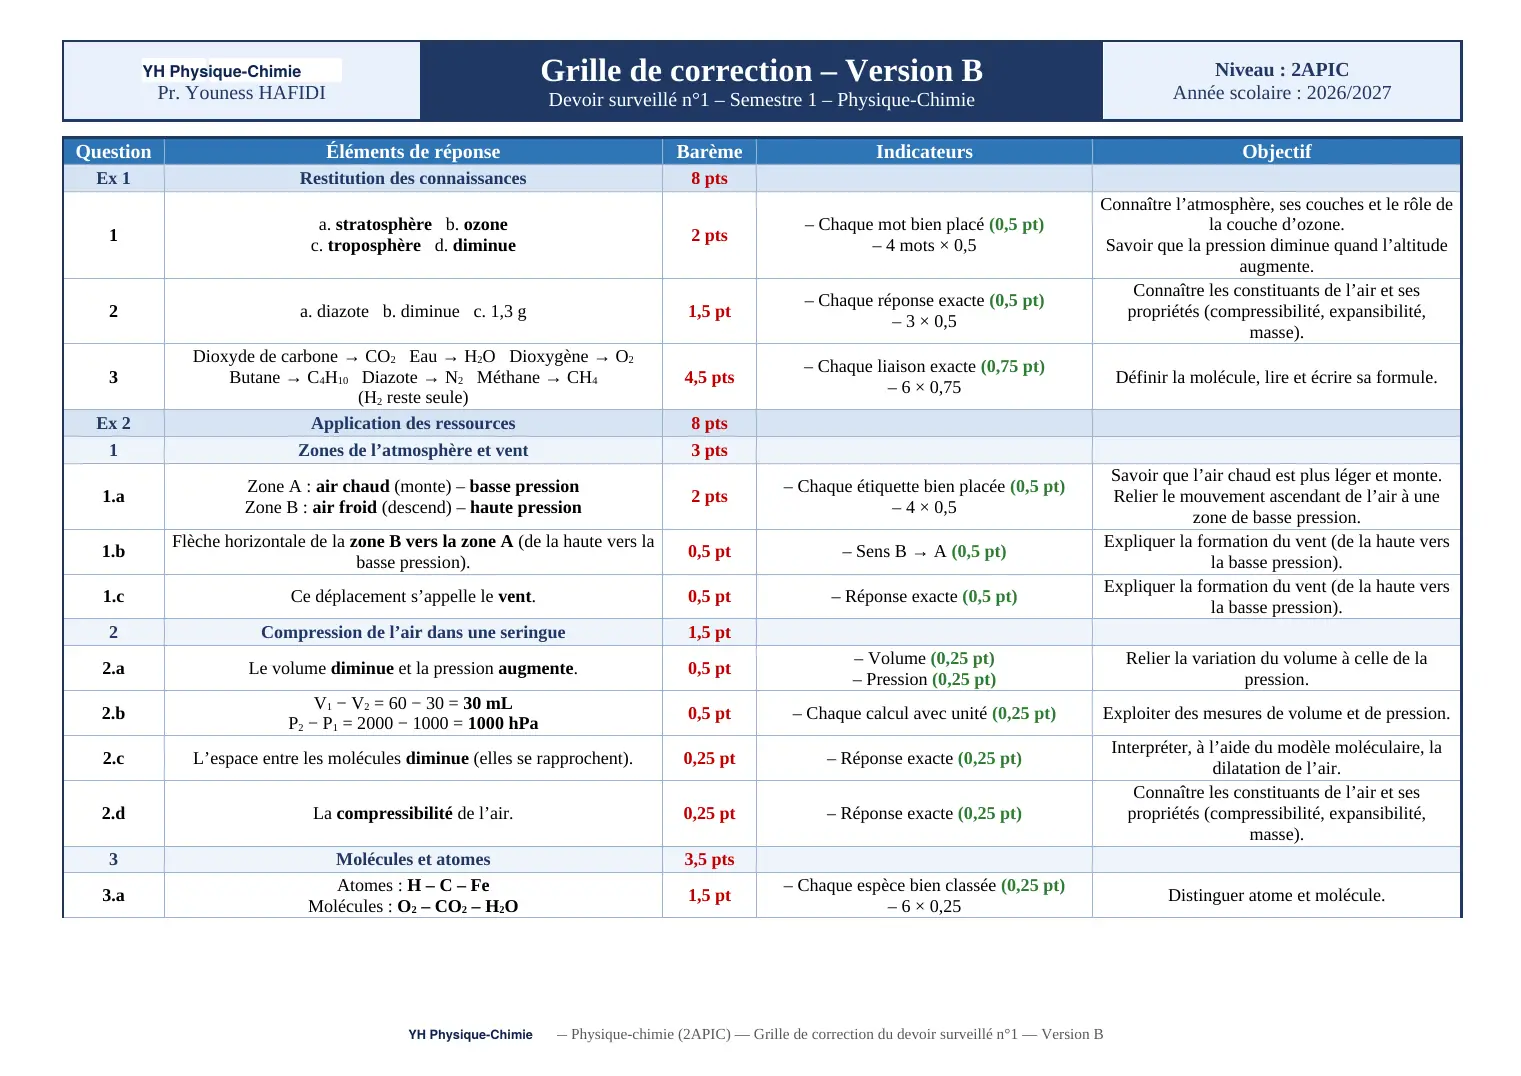 YH Physique-Chimie
Pr. Youness HAFIDI
Grille de correction – Version B
Devoir surveillé n°1 – Semestre 1 – Physique-Chimie
Niveau : 2APIC
Année scolaire : 2026/2027
Question Éléments de réponse Barème Indicateurs Objectif
Ex 1 Restitution des connaissances 8 pts
1
a. stratosphère b. ozone
c. troposphère d. diminue
2 pts
– Chaque mot bien placé (0,5 pt)
– 4 mots × 0,5
Connaître l’atmosphère, ses couches et le rôle de
la couche d’ozone.
Savoir que la pression diminue quand l’altitude
augmente.
2
a. diazote b. diminue c. 1,3 g
1,5 pt
– Chaque réponse exacte (0,5 pt)
– 3 × 0,5
Connaître les constituants de l’air et ses
propriétés (compressibilité, expansibilité,
masse).
3
Dioxyde de carbone → CO₂ Eau → H₂O Dioxygène → O₂
Butane → C₄H₁₀ Diazote → N₂ Méthane → CH₄
(H₂ reste seule)
4,5 pts
– Chaque liaison exacte (0,75 pt)
– 6 × 0,75
Définir la molécule, lire et écrire sa formule.
Ex 2 Application des ressources 8 pts
1 Zones de l’atmosphère et vent 3 pts
1.a
Zone A : air chaud (monte) – basse pression
Zone B : air froid (descend) – haute pression
2 pts
– Chaque étiquette bien placée (0,5 pt)
– 4 × 0,5
Savoir que l’air chaud est plus léger et monte.
Relier le mouvement ascendant de l’air à une
zone de basse pression.
1.b
Flèche horizontale de la zone B vers la zone A (de la haute vers la
basse pression).
0,5 pt
– Sens B → A (0,5 pt)
Expliquer la formation du vent (de la haute vers
la basse pression).
1.c
Ce déplacement s’appelle le vent.
0,5 pt
– Réponse exacte (0,5 pt)
Expliquer la formation du vent (de la haute vers
la basse pression).
2 Compression de l’air dans une seringue 1,5 pt
2.a
Le volume diminue et la pression augmente.
0,5 pt
– Volume (0,25 pt)
– Pression (0,25 pt)
Relier la variation du volume à celle de la
pression.
2.b
V₁ − V₂ = 60 − 30 = 30 mL
P₂ − P₁ = 2000 − 1000 = 1000 hPa
0,5 pt
– Chaque calcul avec unité (0,25 pt)
Exploiter des mesures de volume et de pression.
2.c
L’espace entre les molécules diminue (elles se rapprochent).
0,25 pt
– Réponse exacte (0,25 pt)
Interpréter, à l’aide du modèle moléculaire, la
dilatation de l’air.
2.d
La compressibilité de l’air.
0,25 pt
– Réponse exacte (0,25 pt)
Connaître les constituants de l’air et ses
propriétés (compressibilité, expansibilité,
masse).
3 Molécules et atomes 3,5 pts
3.a
Atomes : H – C – Fe
Molécules : O₂ – CO₂ – H₂O
1,5 pt
– Chaque espèce bien classée (0,25 pt)
– 6 × 0,25
Distinguer atome et molécule.
YH Physique-Chimie — Physique-chimie (2APIC) — Grille de correction du devoir surveillé n°1 — Version B